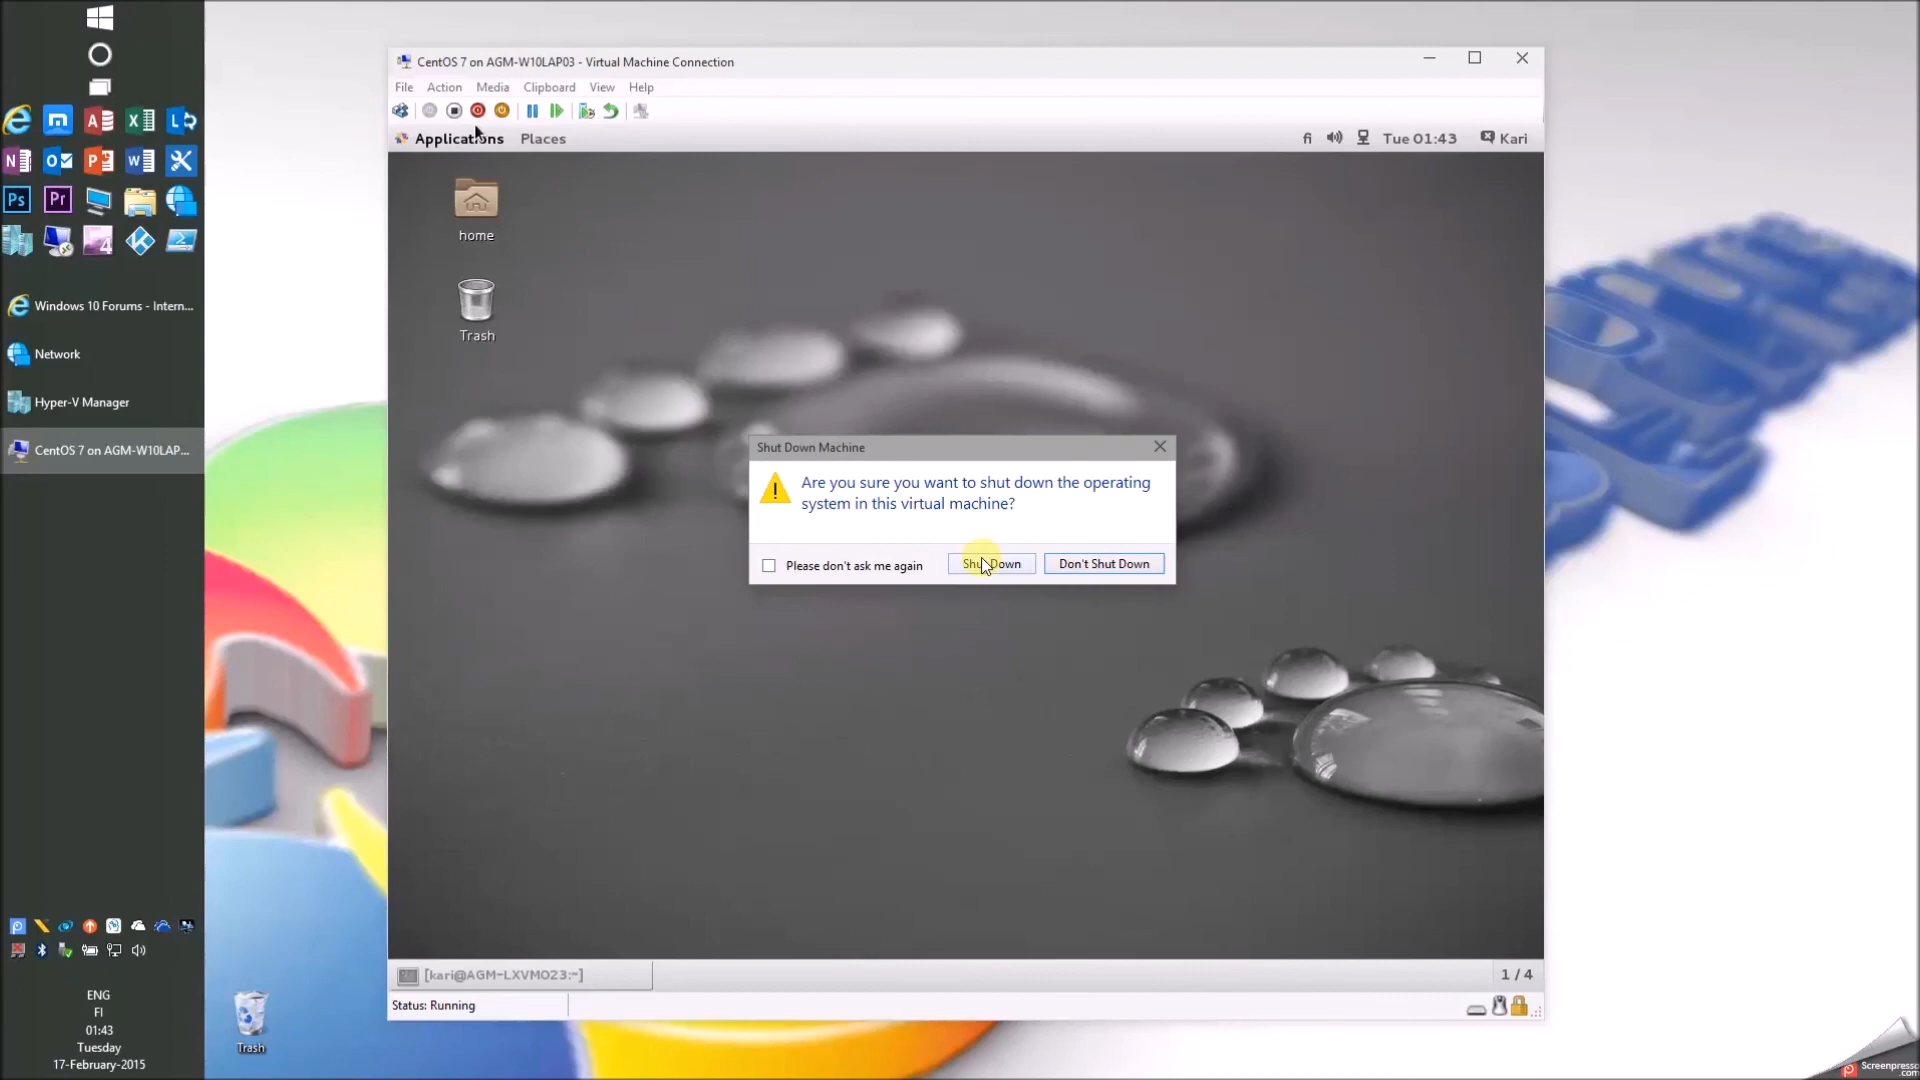 CentOS 7 on AGM-W10LAP03 - Virtual Machine Connection
File Action Media Clipboard View Help
Applications Places
fi
Tue 01:43
Kari
home
Trash
Shut Down Machine
Are you sure you want to shut down the operating
system in this virtual machine?
Please don't ask me again
Shut Down
Don't Shut Down
[kari@AGM-LXVM023:~]
1 / 4
Status: Running
Windows 10 Forums - Intern...
Network
Hyper-V Manager
CentOS 7 on AGM-W10LAP...
ENG
FI
01:43
Tuesday
17-February-2015
Trash
Screenpresso
.com